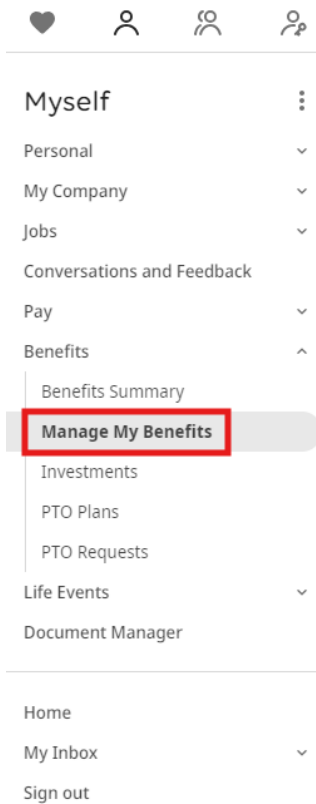 Myself
Personal
My Company
Jobs
Conversations and Feedback
Pay
Benefits
Benefits Summary
Manage My Benefits
Investments
PTO Plans
PTO Requests
Life Events
Document Manager
Home
My Inbox
Sign out